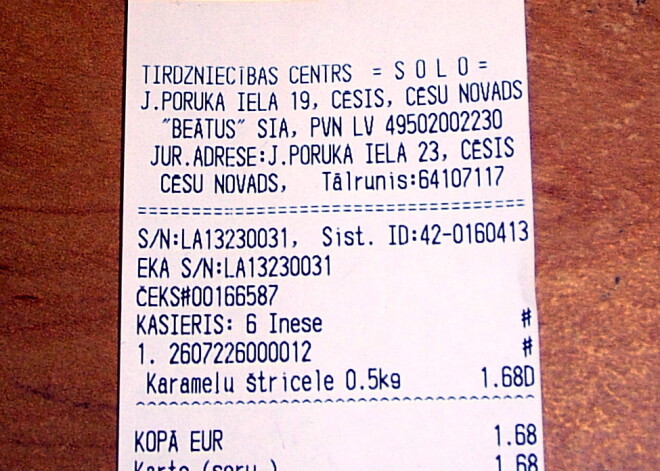 TIRDZNIECĪBAS CENTRS = S O L O =
J.PORUKA IELA 19, CĒSIS, CĒSU NOVADS
"BEĀTUS" SIA, PVN LV 49502002230
JUR.ADRESE:J.PORUKA IELA 23, CĒSIS
CĒSU NOVADS, Tālrunis:64107117
==================================
S/N:LA13230031, Sist. ID:42-0160413
EKA S/N:LA13230031
ČEKS#00166587
KASIERIS: 6 Inese #
1. 2607226000012 #
Karameļu štricele 0.5kg 1.68D
KOPĀ EUR 1.68
Karte 1.68